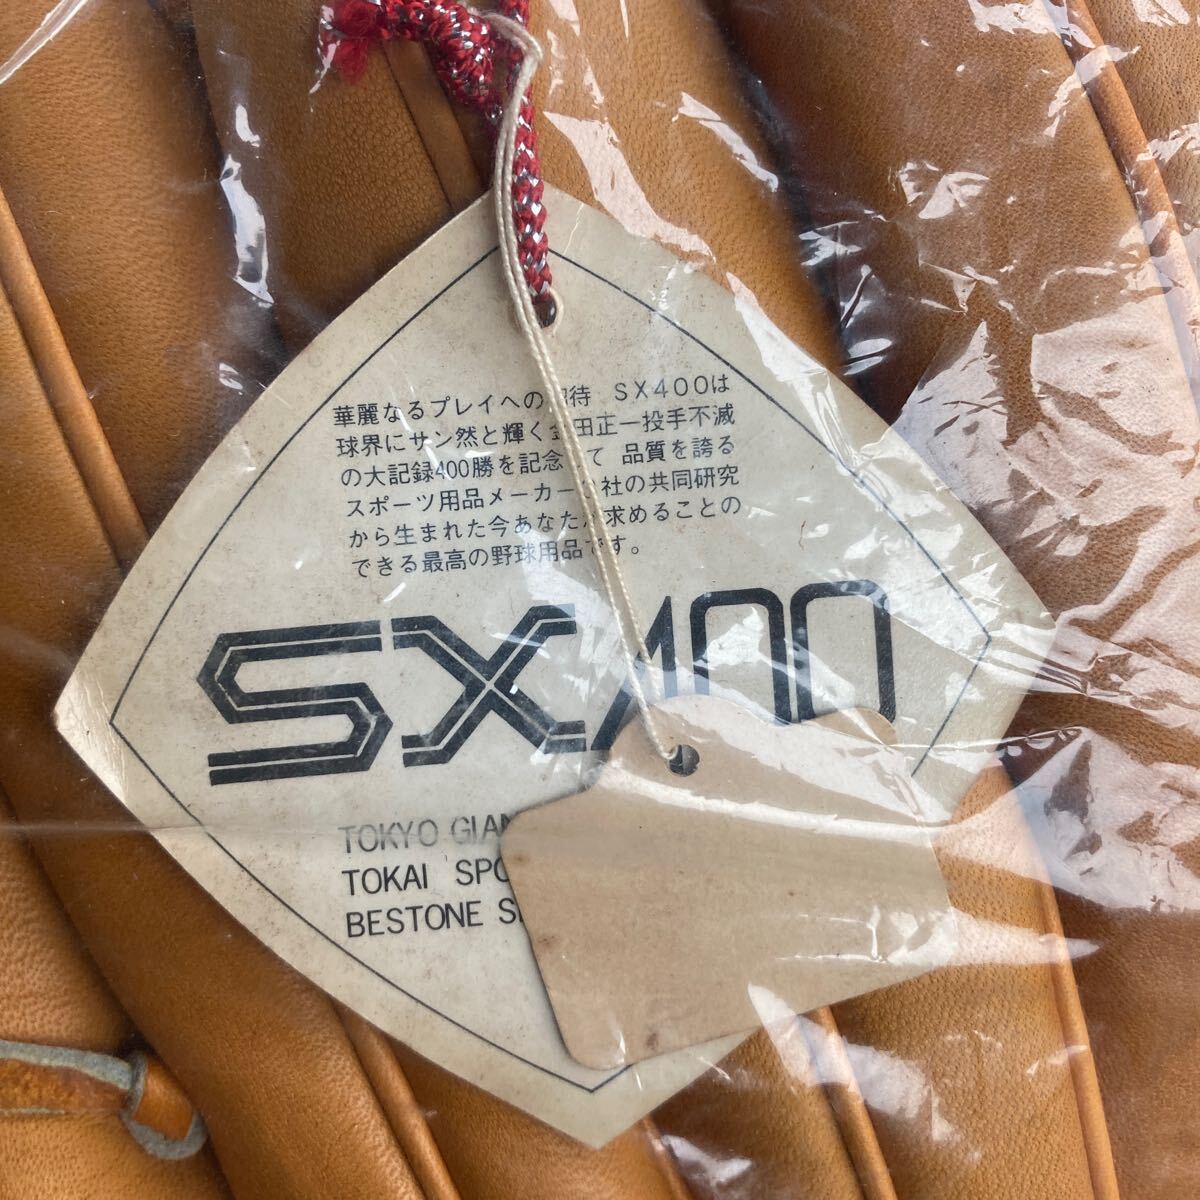 華麗なるプレイへの 待 SX400は
球界にサン然と輝く金田正一投手不滅
の大記録400勝を記念 て 品質を誇る
スポーツ用品メーカー 社の共同研究
から生まれた今あなた 求めることの
できる最高の野球用品です。
SX400
TOKYO
TOKAI
BESTONE